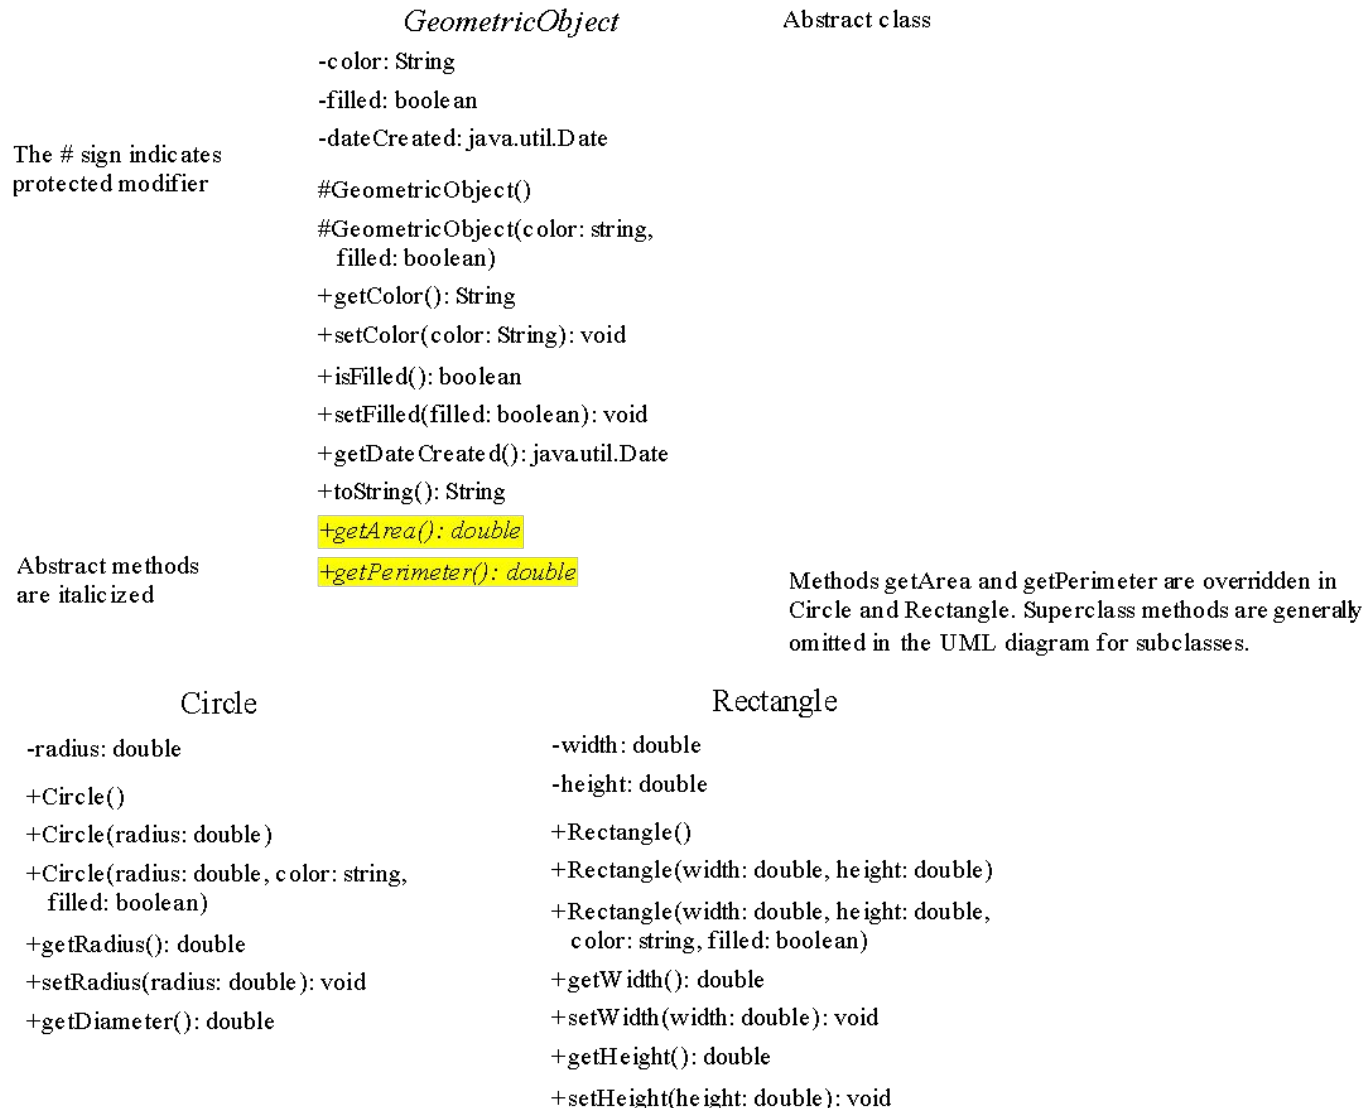 GeometricObject
Abstract class
-color: String
-filled: boolean
-dateCreated: java.util.Date
The # sign indicates
protected modifier
#GeometricObject()
#GeometricObject(color: string,
filled: boolean)
+getColor(): String
+setColor(color: String): void
+isFilled(): boolean
+setFilled(filled: boolean): void
+getDateCreated(): java.util.Date
+toString(): String
+getArea(): double
+getPerimeter(): double
Abstract methods
are italicized
Methods getArea and getPerimeter are overridden in
Circle and Rectangle. Superclass methods are generally
omitted in the UML diagram for subclasses.
Circle
-radius: double
+Circle()
+Circle(radius: double)
+Circle(radius: double, color: string,
filled: boolean)
+getRadius(): double
+setRadius(radius: double): void
+getDiameter(): double
Rectangle
-width: double
-height: double
+Rectangle()
+Rectangle(width: double, height: double)
+Rectangle(width: double, height: double,
color: string, filled: boolean)
+getWidth(): double
+setWidth(width: double): void
+getHeight(): double
+setHeight(height: double): void